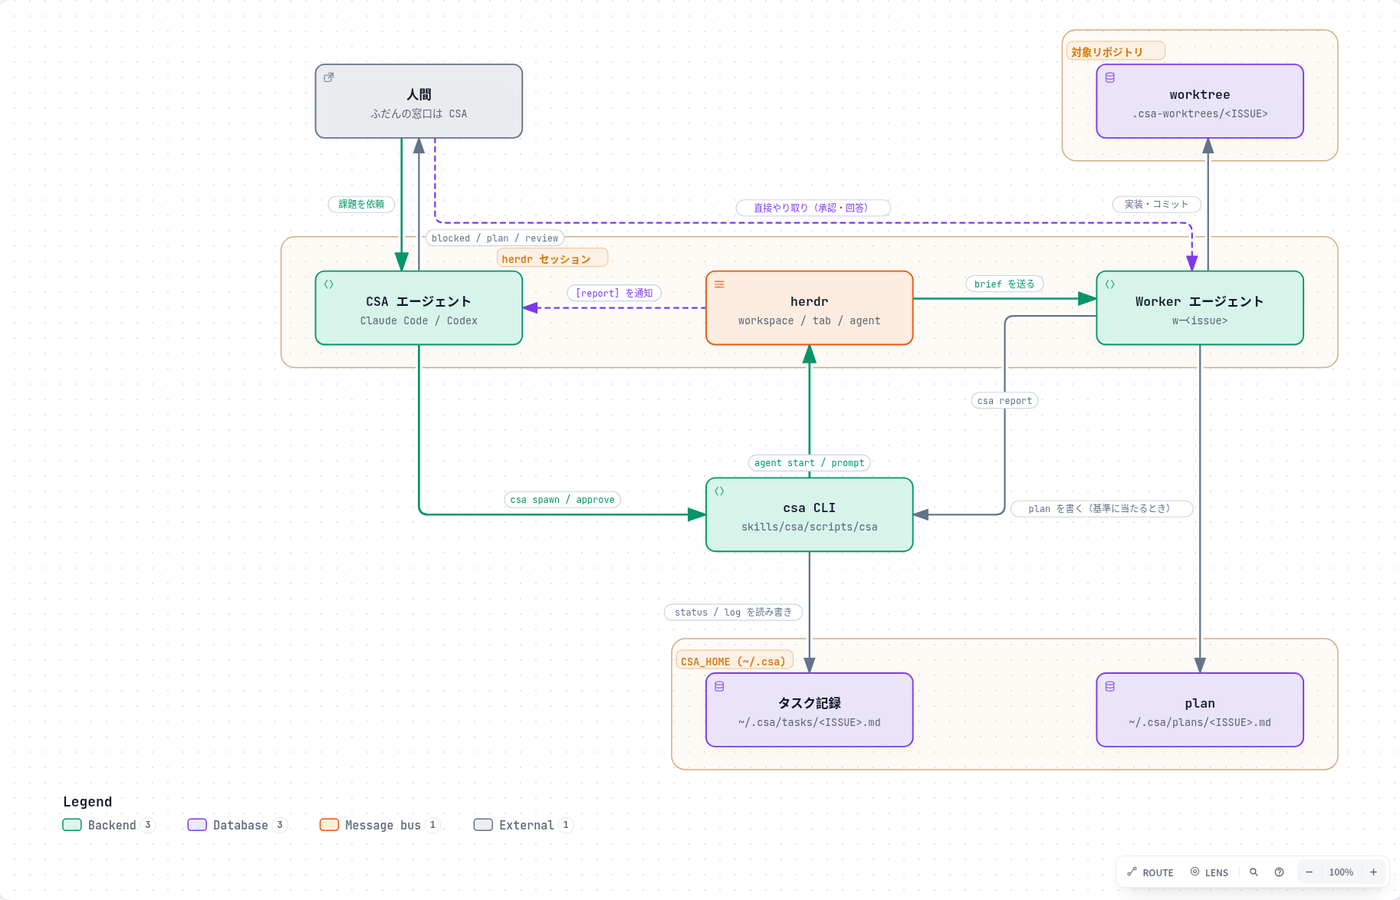 対象リポジトリ
人間
ふだんの窓口は CSA
worktree
.csa-worktrees/<ISSUE>
課題を依頼
直接やり取り（承認・回答）
実装・コミット
blocked / plan / review
herdr セッション
CSA エージェント
Claude Code / Codex
[report] を通知
herdr
workspace / tab / agent
brief を送る
Worker エージェント
w-<issue>
csa report
agent start / prompt
csa spawn / approve
csa CLI
skills/csa/scripts/csa
plan を書く（基準に当たるとき）
status / log を読み書き
CSA_HOME (~/.csa)
タスク記録
~/.csa/tasks/<ISSUE>.md
plan
~/.csa/plans/<ISSUE>.md
Legend
Backend 3
Database 3
Message bus 1
External 1
ROUTE
LENS
100%